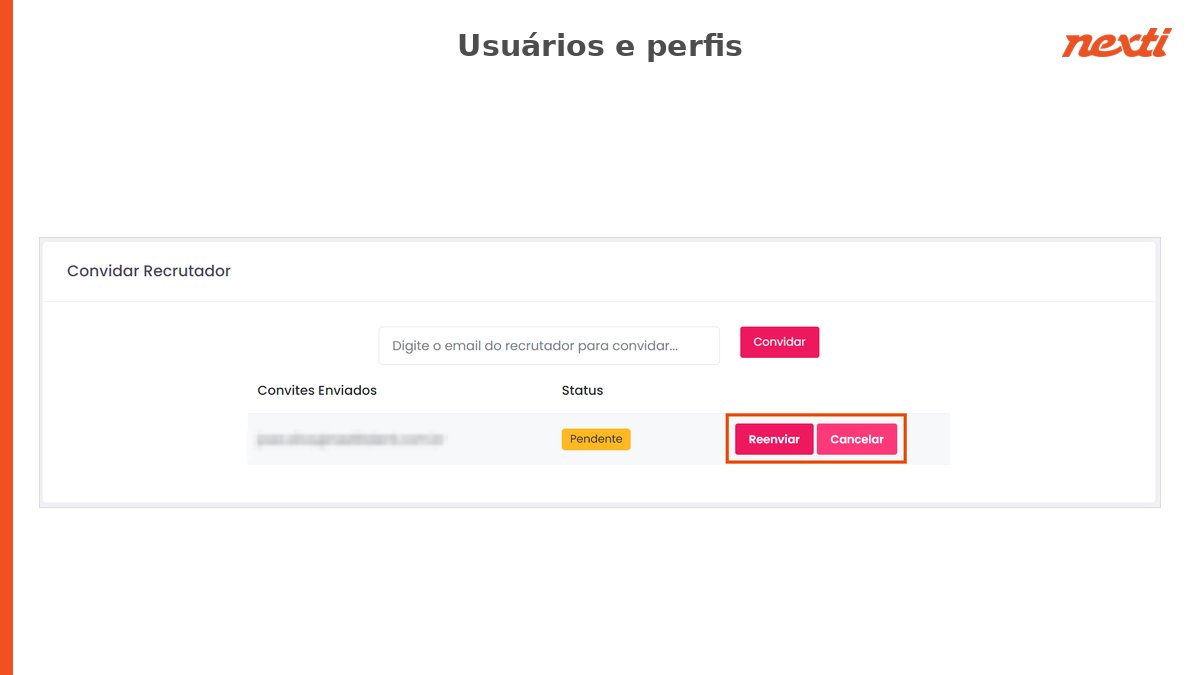 Usuários e perfis
nexti
Convidar Recrutador
Digite o email do recrutador para convidar...
Convidar
Convites Enviados
Status
Pendente
Reenviar
Cancelar